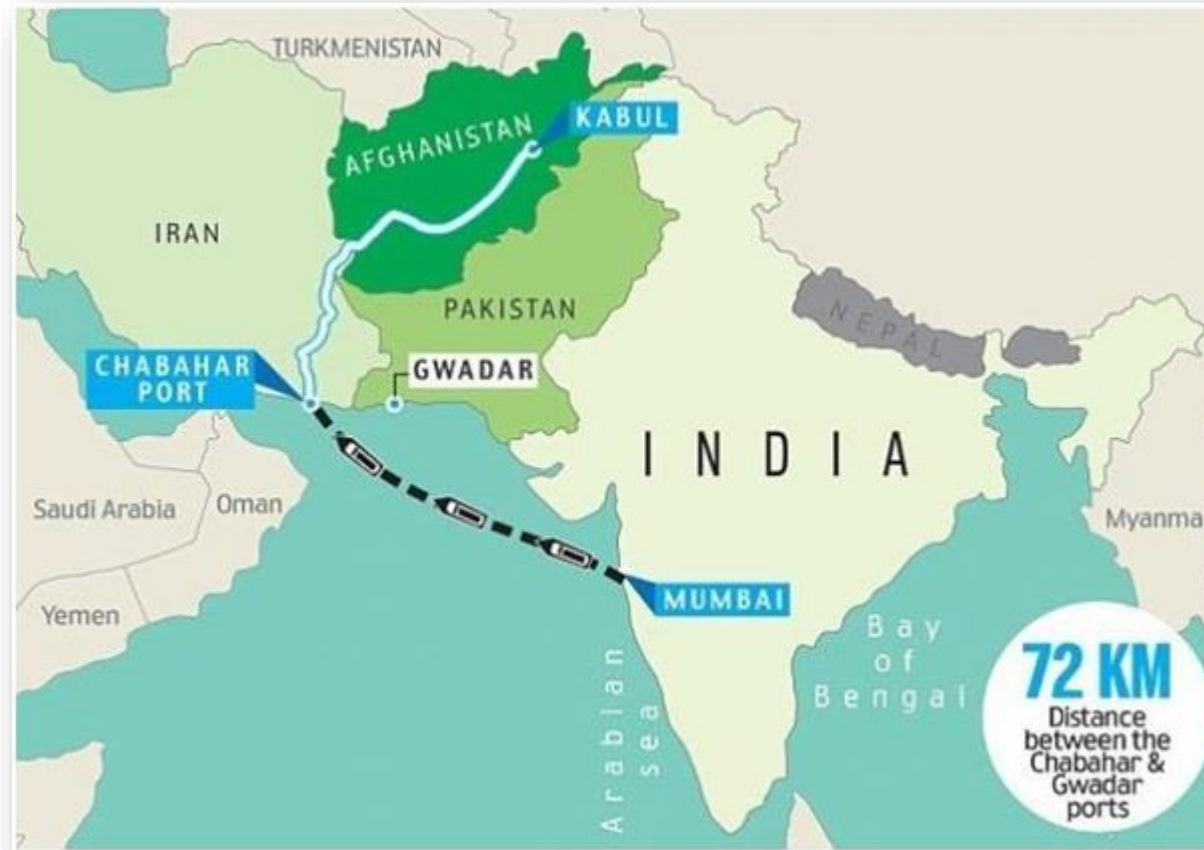 TURKMENISTAN
KABUL
AFGHANISTAN
IRAN
PAKISTAN
NEPAL
CHABAHAR
PORT
GWADAR
INDIA
Saudi Arabia
Oman
Myanma
Yemen
MUMBAI
Arabian
sea
Bay
of
Bengal
72 KM
Distance
between the
Chabahar &
Gwadar
ports